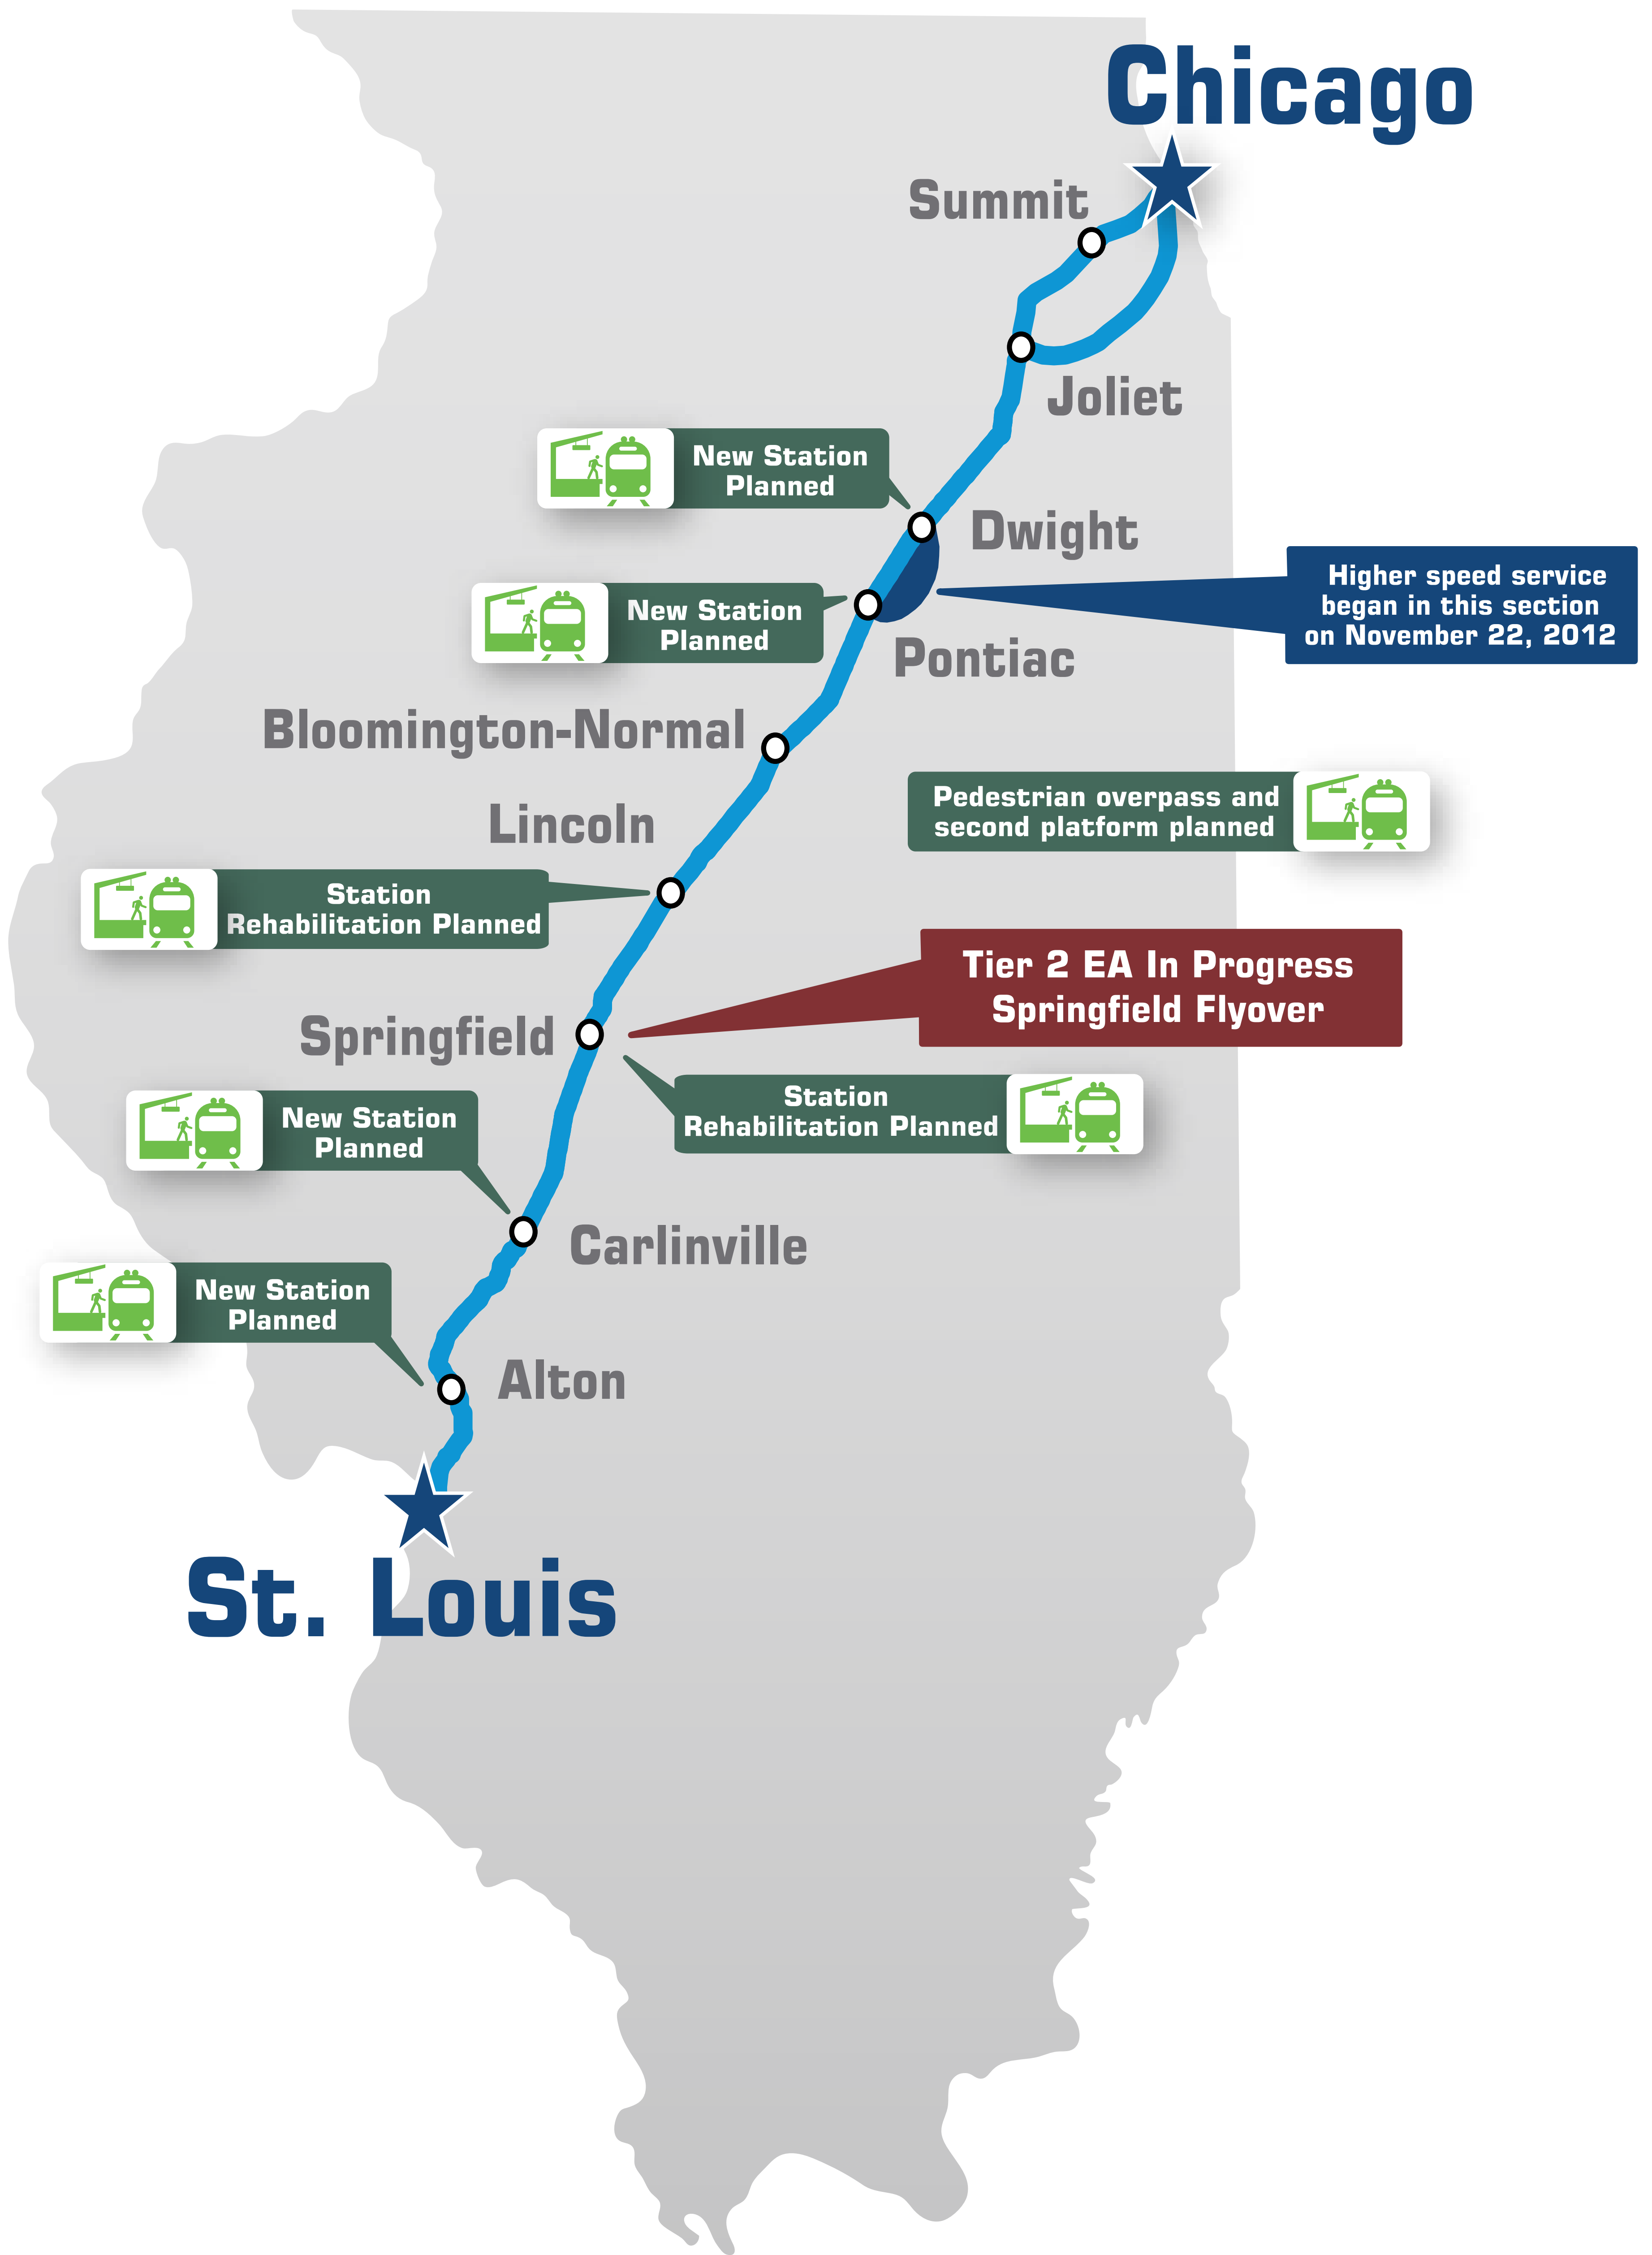 Chicago
Summit
Joliet
New Station
Planned
Dwight
Higher speed service
began in this section
on November 22, 2012
New Station
Planned
Pontiac
Bloomington-Normal
Pedestrian overpass and
second platform planned
Lincoln
Station
Rehabilitation Planned
Tier 2 EA In Progress
Springfield Flyover
Springfield
Station
Rehabilitation Planned
New Station
Planned
Carlinville
New Station
Planned
Alton
St. Louis